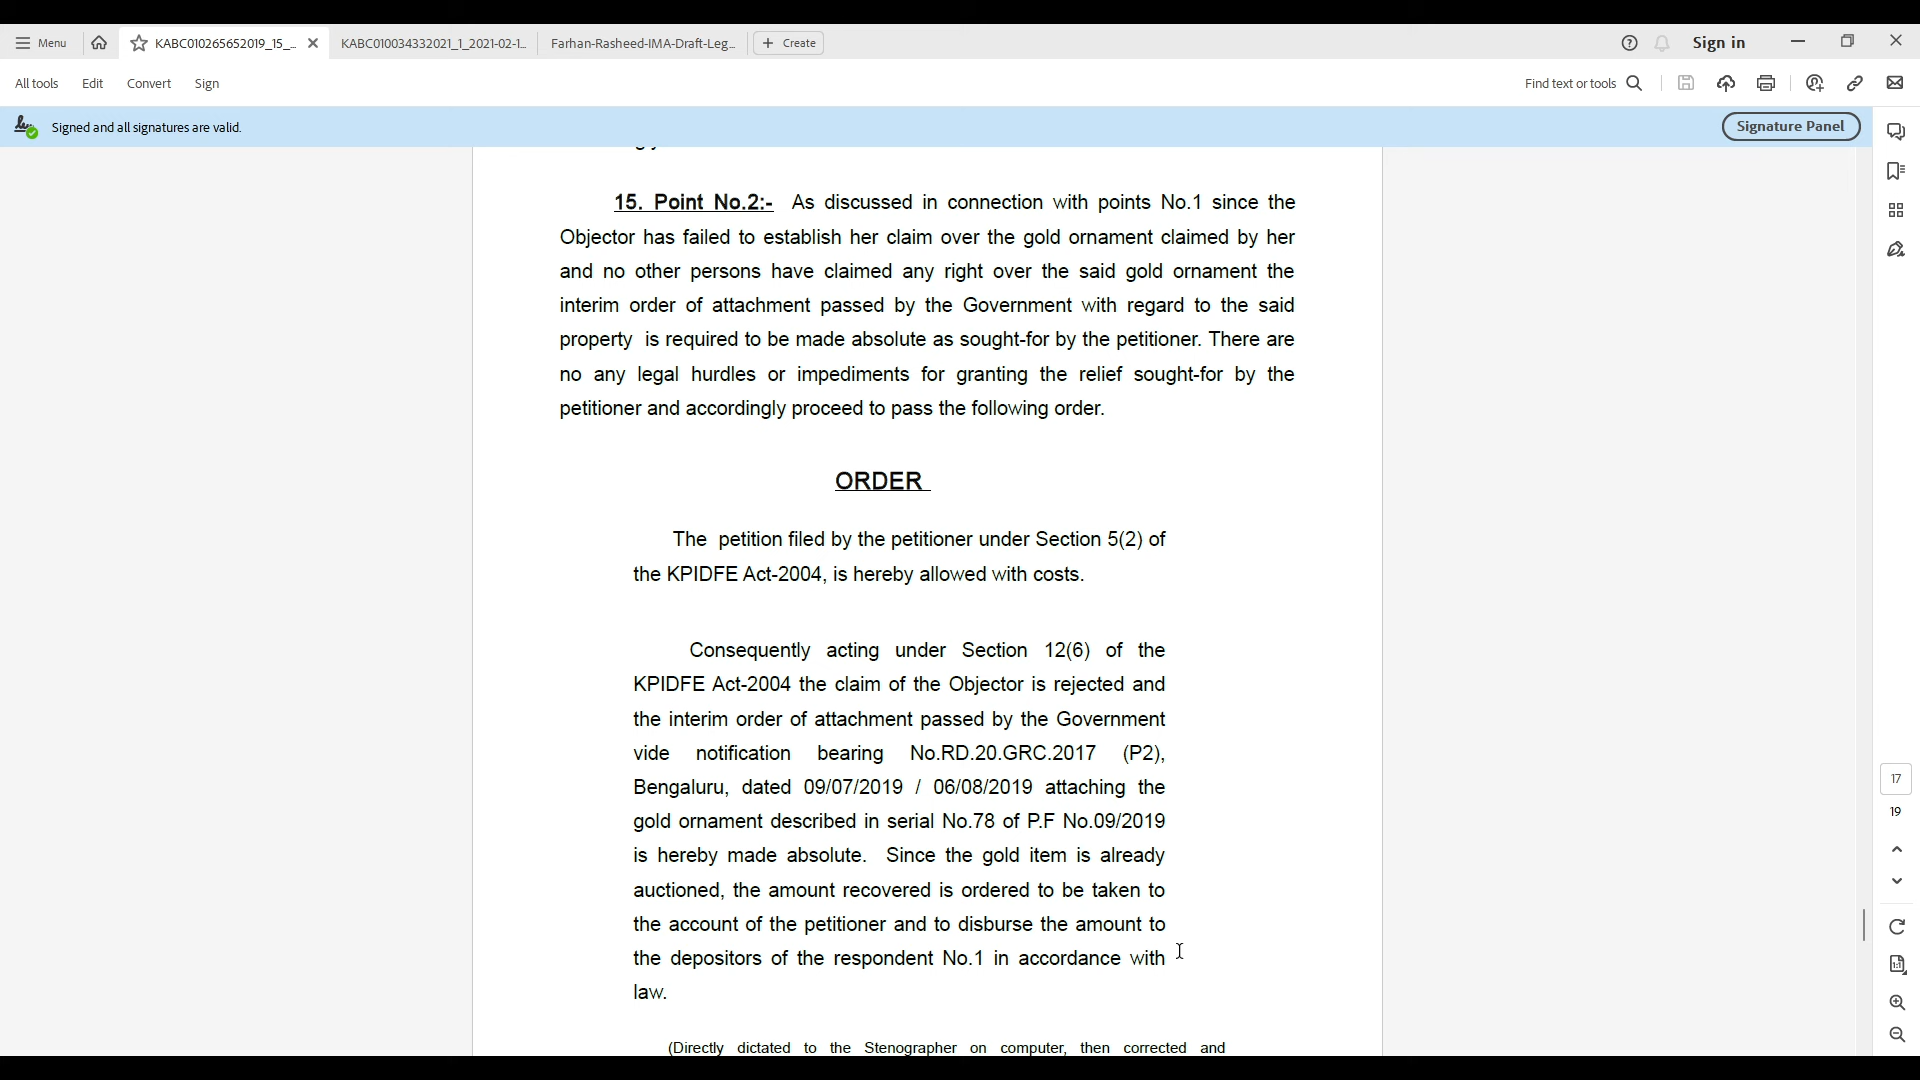 Menu
KABC010265652019_15_...
KABC010034332021_1_2021-02-1...
Farhan-Rasheed-IMA-Draft-Leg...
+ Create
Sign in
All tools
Edit
Convert
Sign
Find text or tools
Signed and all signatures are valid.
Signature Panel
15. Point No.2:- As discussed in connection with points No.1 since the
Objector has failed to establish her claim over the gold ornament claimed by her
and no other persons have claimed any right over the said gold ornament the
interim order of attachment passed by the Government with regard to the said
property is required to be made absolute as sought-for by the petitioner. There are
no any legal hurdles or impediments for granting the relief sought-for by the
petitioner and accordingly proceed to pass the following order.
ORDER
The petition filed by the petitioner under Section 5(2) of
the KPIDFE Act-2004, is hereby allowed with costs.
Consequently acting under Section 12(6) of the
KPIDFE Act-2004 the claim of the Objector is rejected and
the interim order of attachment passed by the Government
vide notification bearing No.RD.20.GRC.2017 (P2),
Bengaluru, dated 09/07/2019 / 06/08/2019 attaching the
gold ornament described in serial No.78 of P.F No.09/2019
is hereby made absolute. Since the gold item is already
auctioned, the amount recovered is ordered to be taken to
the account of the petitioner and to disburse the amount to
the depositors of the respondent No.1 in accordance with
law.
(Directly dictated to the Stenographer on computer, then corrected and
17
19